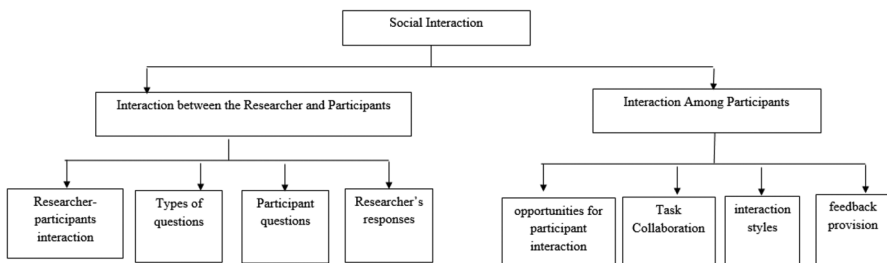 Social Interaction
Interaction between the Researcher and Participants
Interaction Among Participants
Researcher-
participants
interaction
Types of
questions
Participant
questions
Researcher's
responses
opportunities for
participant
interaction
Task
Collaboration
interaction
styles
feedback
provision